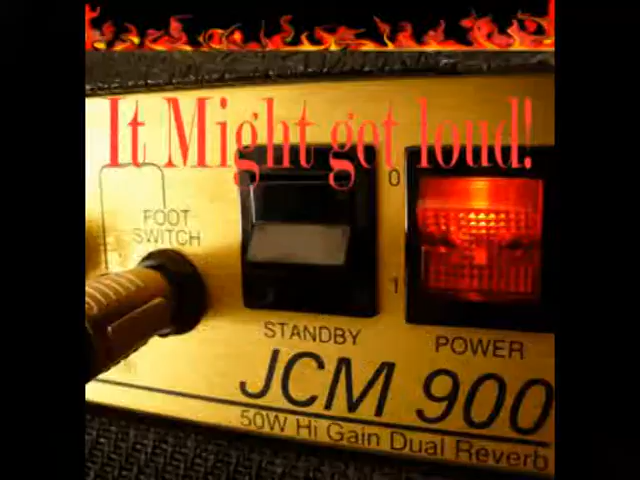 It Might get loud!
0
FOOT
SWITCH
1
STANDBY
POWER
JCM 900
50W Hi Gain Dual Reverb